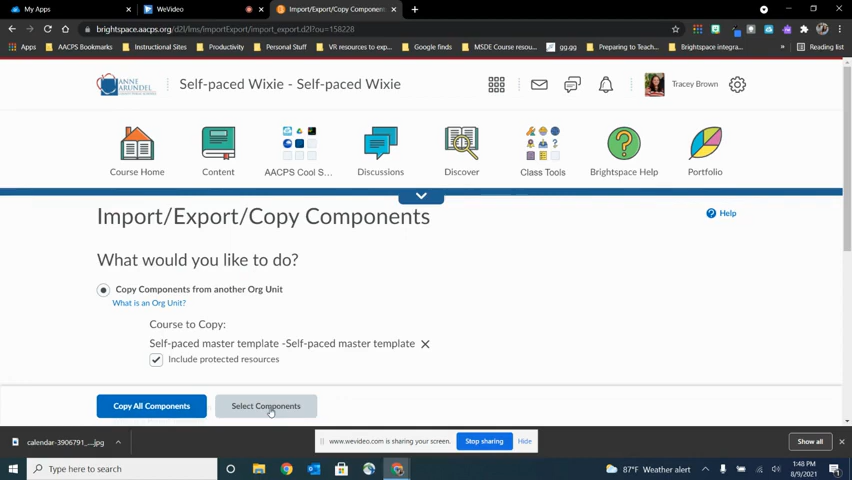 My Apps
WeVideo
Import/Export/Copy Componen
brightspace.aacps.org/d2l/lms/importExport/import_export.d2l?ou=158228
Apps
AACPS Bookmarks
Instructional Sites
Productivity
Personal Stuff
VR resources to exp...
Google finds
MSDE Course resou...
gg.gg
Preparing to Teach...
Brightspace integra...
Reading list
ANNE ARUNDEL
Self-paced Wixie - Self-paced Wixie
Tracey Brown
Course Home
Content
AACPS Cool S...
Discussions
Discover
Class Tools
Brightspace Help
Portfolio
Import/Export/Copy Components
Help
What would you like to do?
Copy Components from another Org Unit
What is an Org Unit?
Course to Copy:
Self-paced master template -Self-paced master template
Include protected resources
Copy All Components
Select Components
calendar-3906791_...jpg
www.wevideo.com is sharing your screen.
Stop sharing
Hide
Show all
Type here to search
87°F Weather alert
1:48 PM
8/9/2021